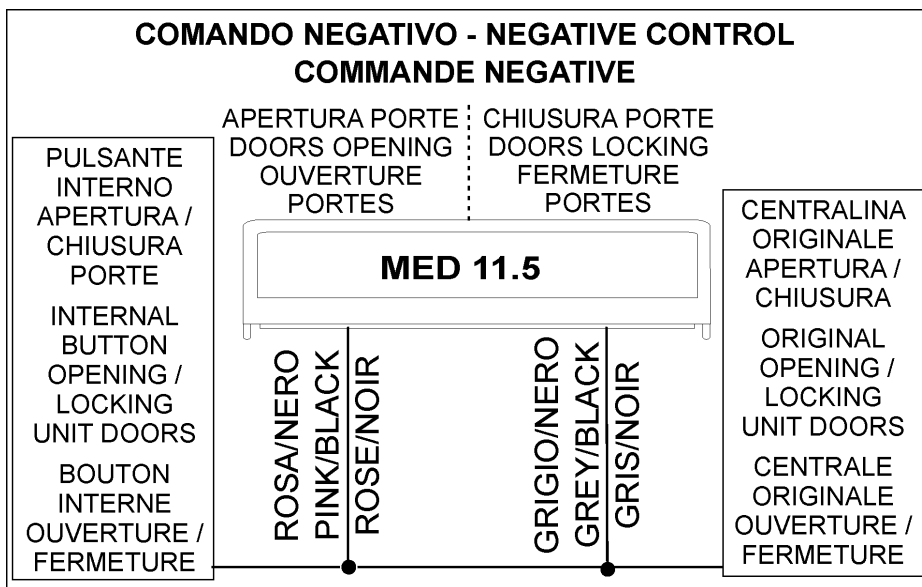 COMANDO NEGATIVO - NEGATIVE CONTROL
COMMANDE NEGATIVE
PULSANTE
INTERNO
APERTURA /
CHIUSURA
PORTE
INTERNAL
BUTTON
OPENING /
LOCKING
UNIT DOORS
BOUTON
INTERNE
OUVERTURE /
FERMETURE
APERTURA PORTE
DOORS OPENING
OUVERTURE
PORTES
CHIUSURA PORTE
DOORS LOCKING
FERMETURE
PORTES
MED 11.5
ROSA/NERO
PINK/BLACK
ROSE/NOIR
GRIGIO/NERO
GREY/BLACK
GRIS/NOIR
CENTRALINA
ORIGINALE
APERTURA /
CHIUSURA
ORIGINAL
OPENING /
LOCKING
UNIT DOORS
CENTRALE
ORIGINALE
OUVERTURE /
FERMETURE